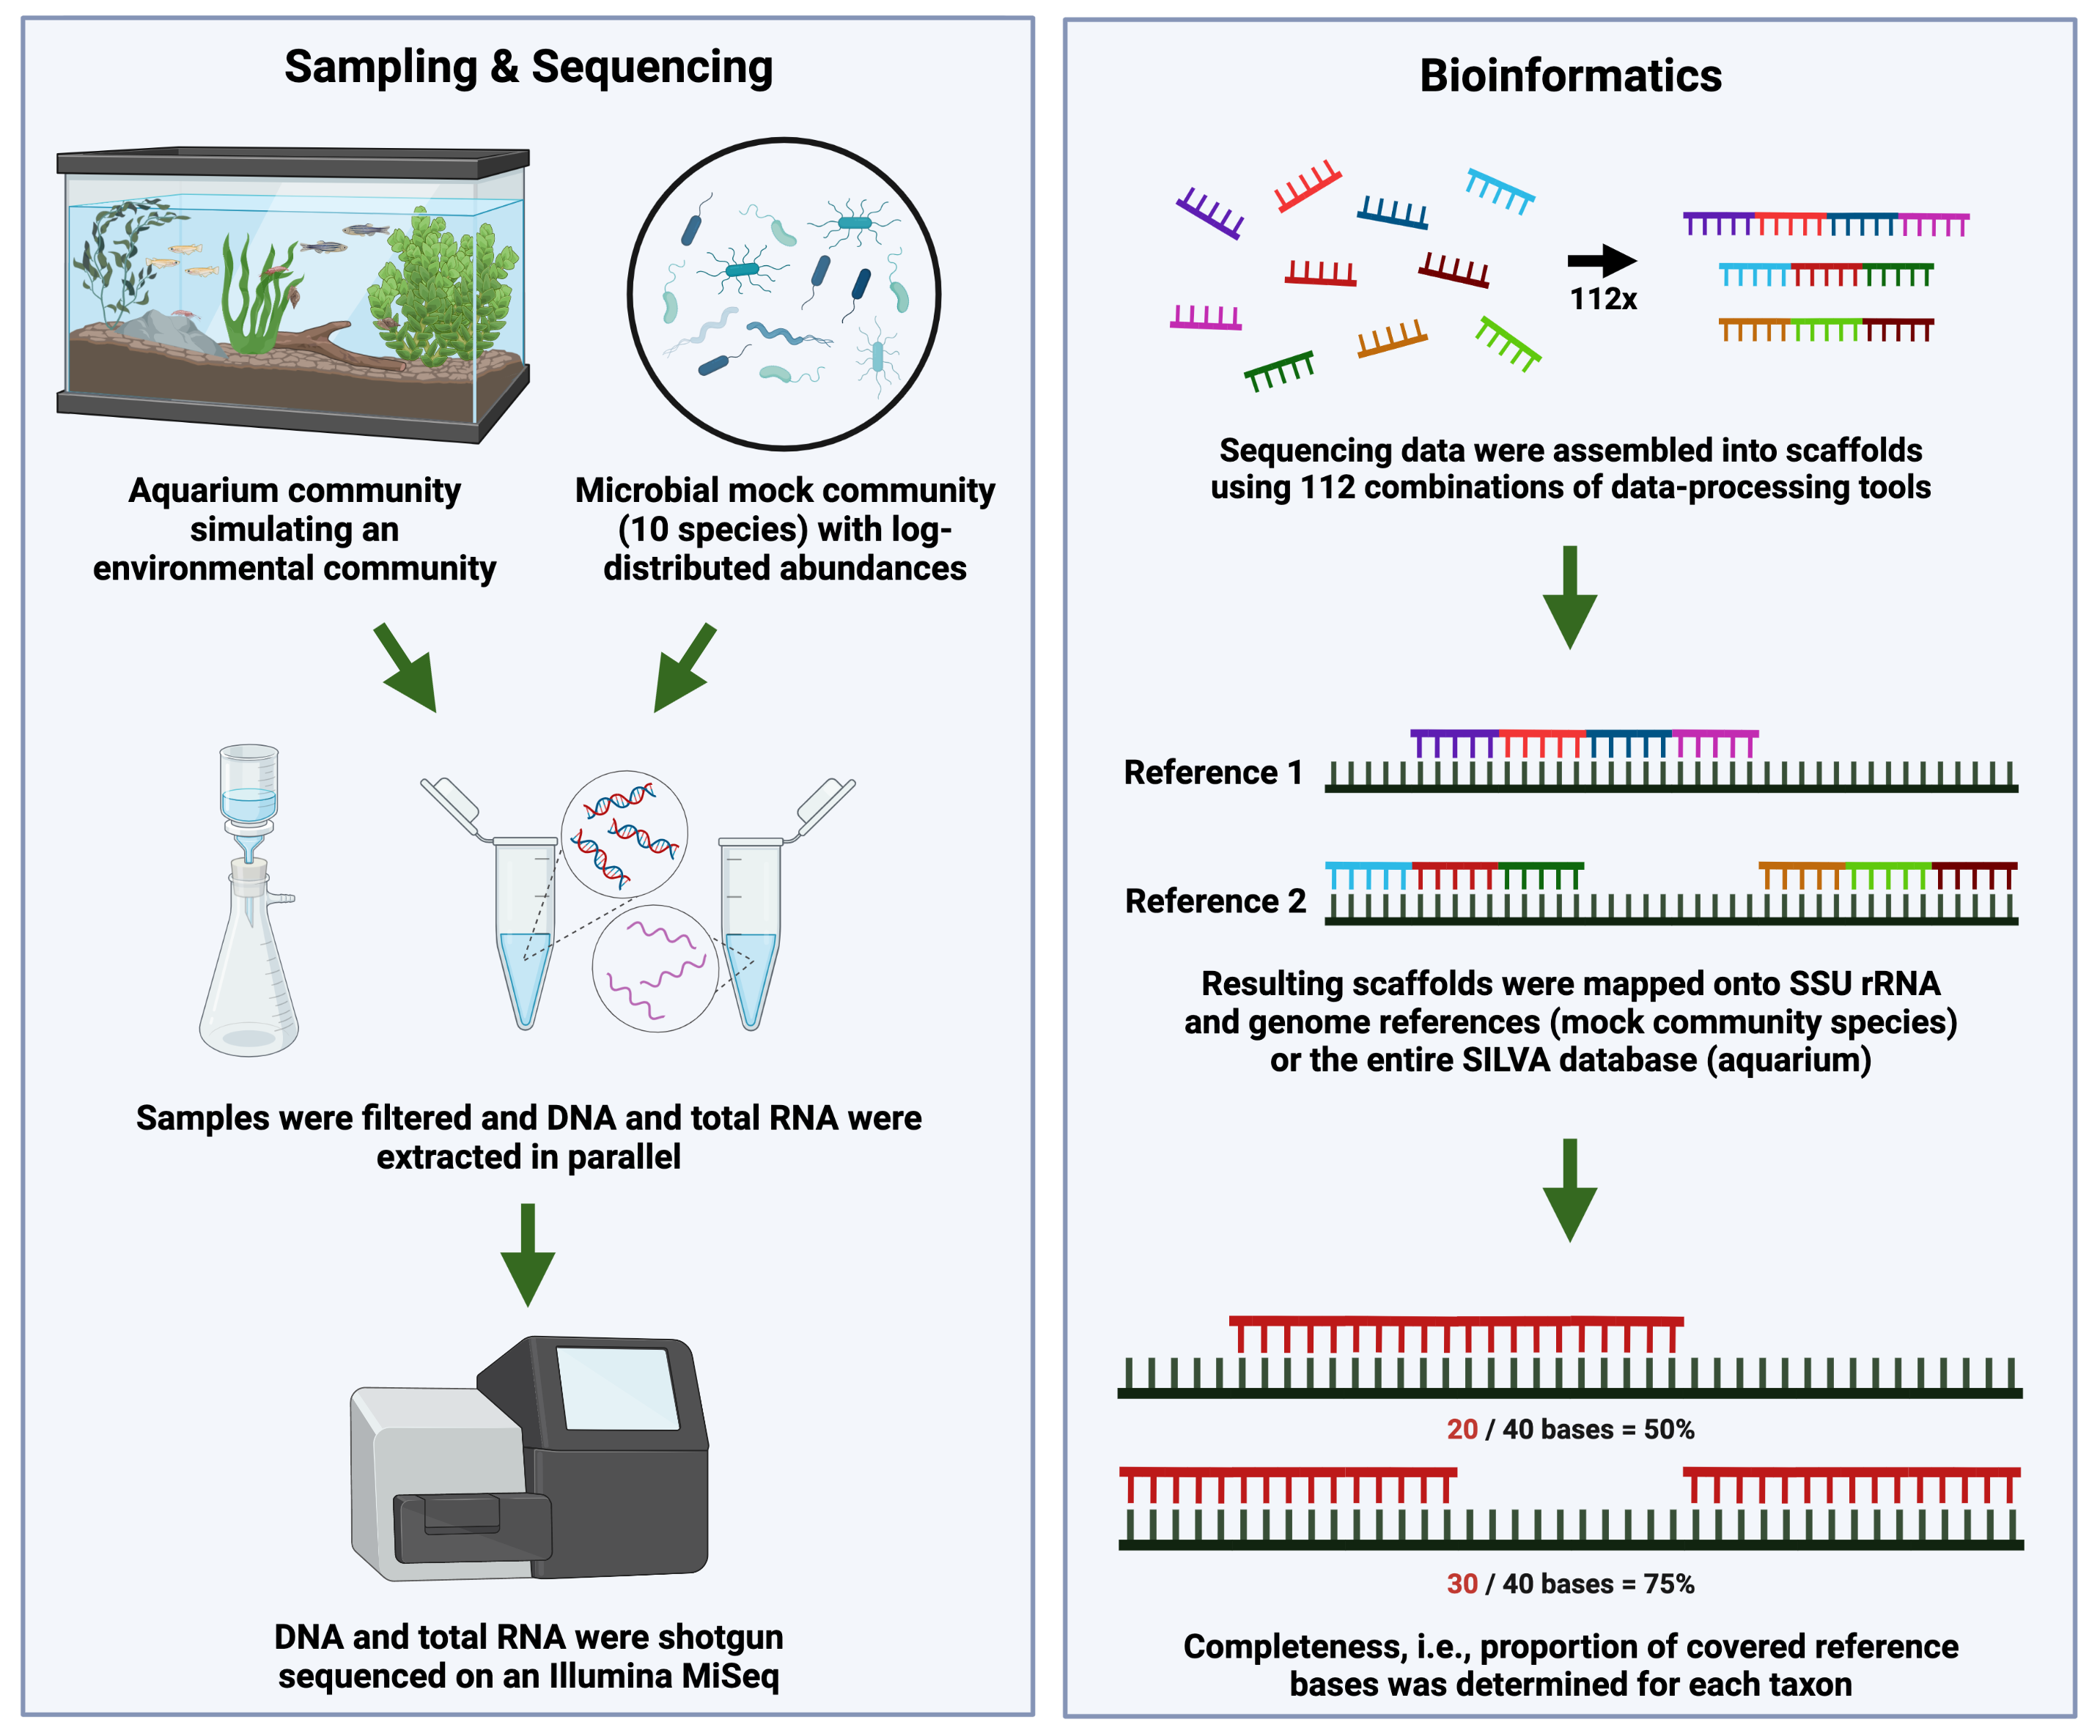 Sampling & Sequencing
Aquarium community
simulating an
environmental community
Microbial mock community
(10 species) with log-
distributed abundances
Samples were filtered and DNA and total RNA were
extracted in parallel
DNA and total RNA were shotgun
sequenced on an Illumina MiSeq
Bioinformatics
112x
Sequencing data were assembled into scaffolds
using 112 combinations of data-processing tools
Reference 1
Reference 2
Resulting scaffolds were mapped onto SSU rRNA
and genome references (mock community species)
or the entire SILVA database (aquarium)
20 / 40 bases = 50%
30 / 40 bases = 75%
Completeness, i.e., proportion of covered reference
bases was determined for each taxon